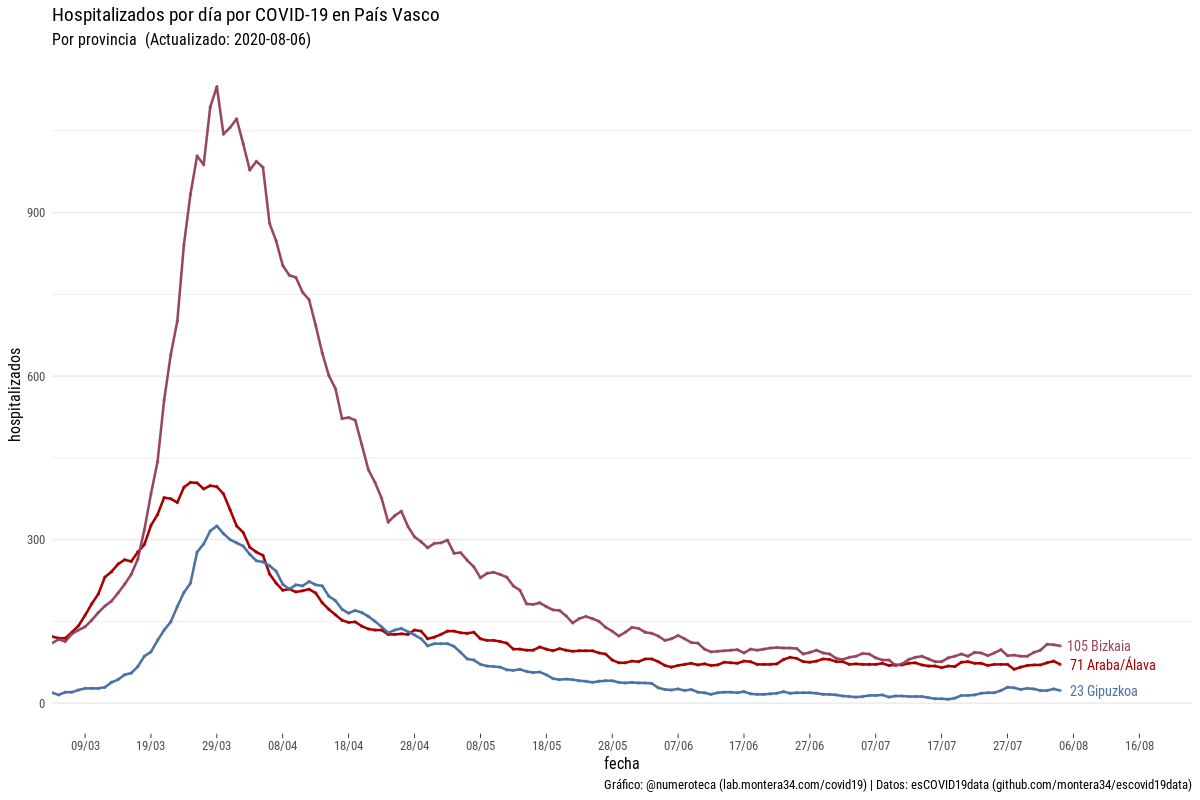 Hospitalizados por día por COVID-19 en País Vasco
Por provincia (Actualizado: 2020-08-06)
hospitalizados
900
600
300
0
105 Bizkaia
71 Araba/Álava
23 Gipuzkoa
09/03 19/03 29/03 08/04 18/04 28/04 08/05 18/05 28/05 07/06 17/06 27/06 07/07 17/07 27/07 06/08 16/08
fecha
Gráfico: @numeroteca (lab.montera34.com/covid19) | Datos: esCOVID19data (github.com/montera34/escovid19data)